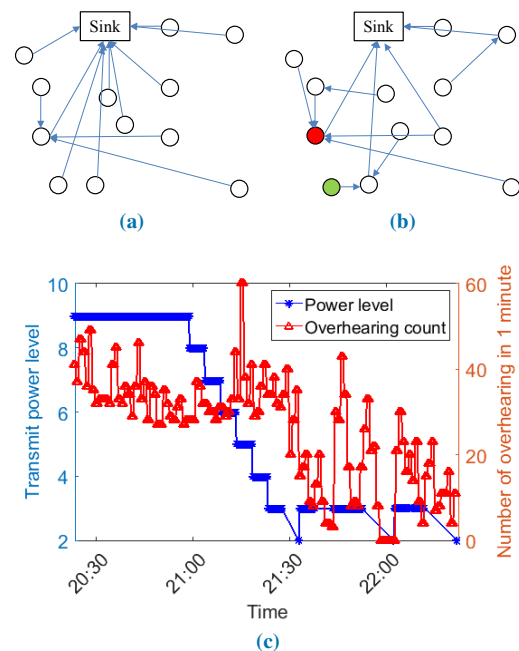 Sink
Sink
(a)
(b)
10
8
6
4
2
Transmit power level
Power level
Overhearing count
60
40
20
0
Number of overhearing in 1 minute
20:30
21:00
21:30
22:00
Time
(c)